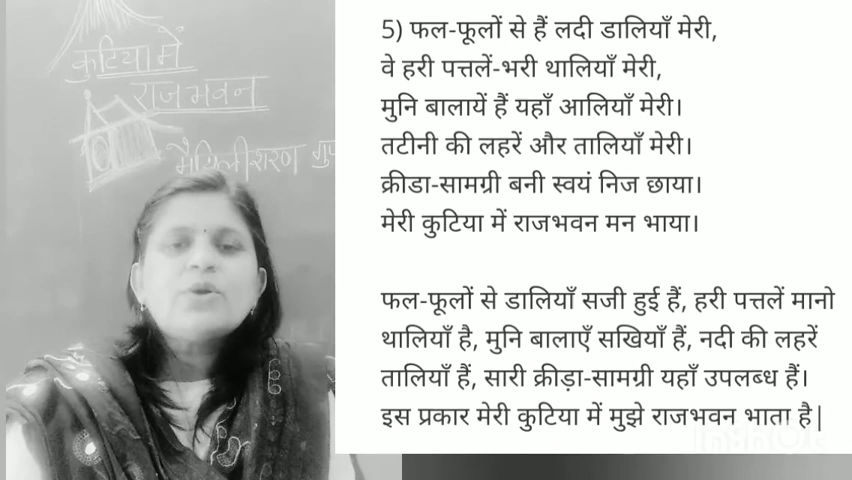 कुटिया में
राज भवन
मैथिलीशरण गुप्
5) फल-फूलों से हैं लदी डालियाँ मेरी,
वे हरी पत्तलें-भरी थालियाँ मेरी,
मुनि बालायें हैं यहाँ आलियाँ मेरी।
तटीनी की लहरें और तालियाँ मेरी।
क्रीडा-सामग्री बनी स्वयं निज छाया।
मेरी कुटिया में राजभवन मन भाया।
फल-फूलों से डालियाँ सजी हुई हैं, हरी पत्तलें मानो
थालियाँ है, मुनि बालाएँ सखियाँ हैं, नदी की लहरें
तालियाँ हैं, सारी क्रीड़ा-सामग्री यहाँ उपलब्ध हैं।
इस प्रकार मेरी कुटिया में मुझे राजभवन भाता है|